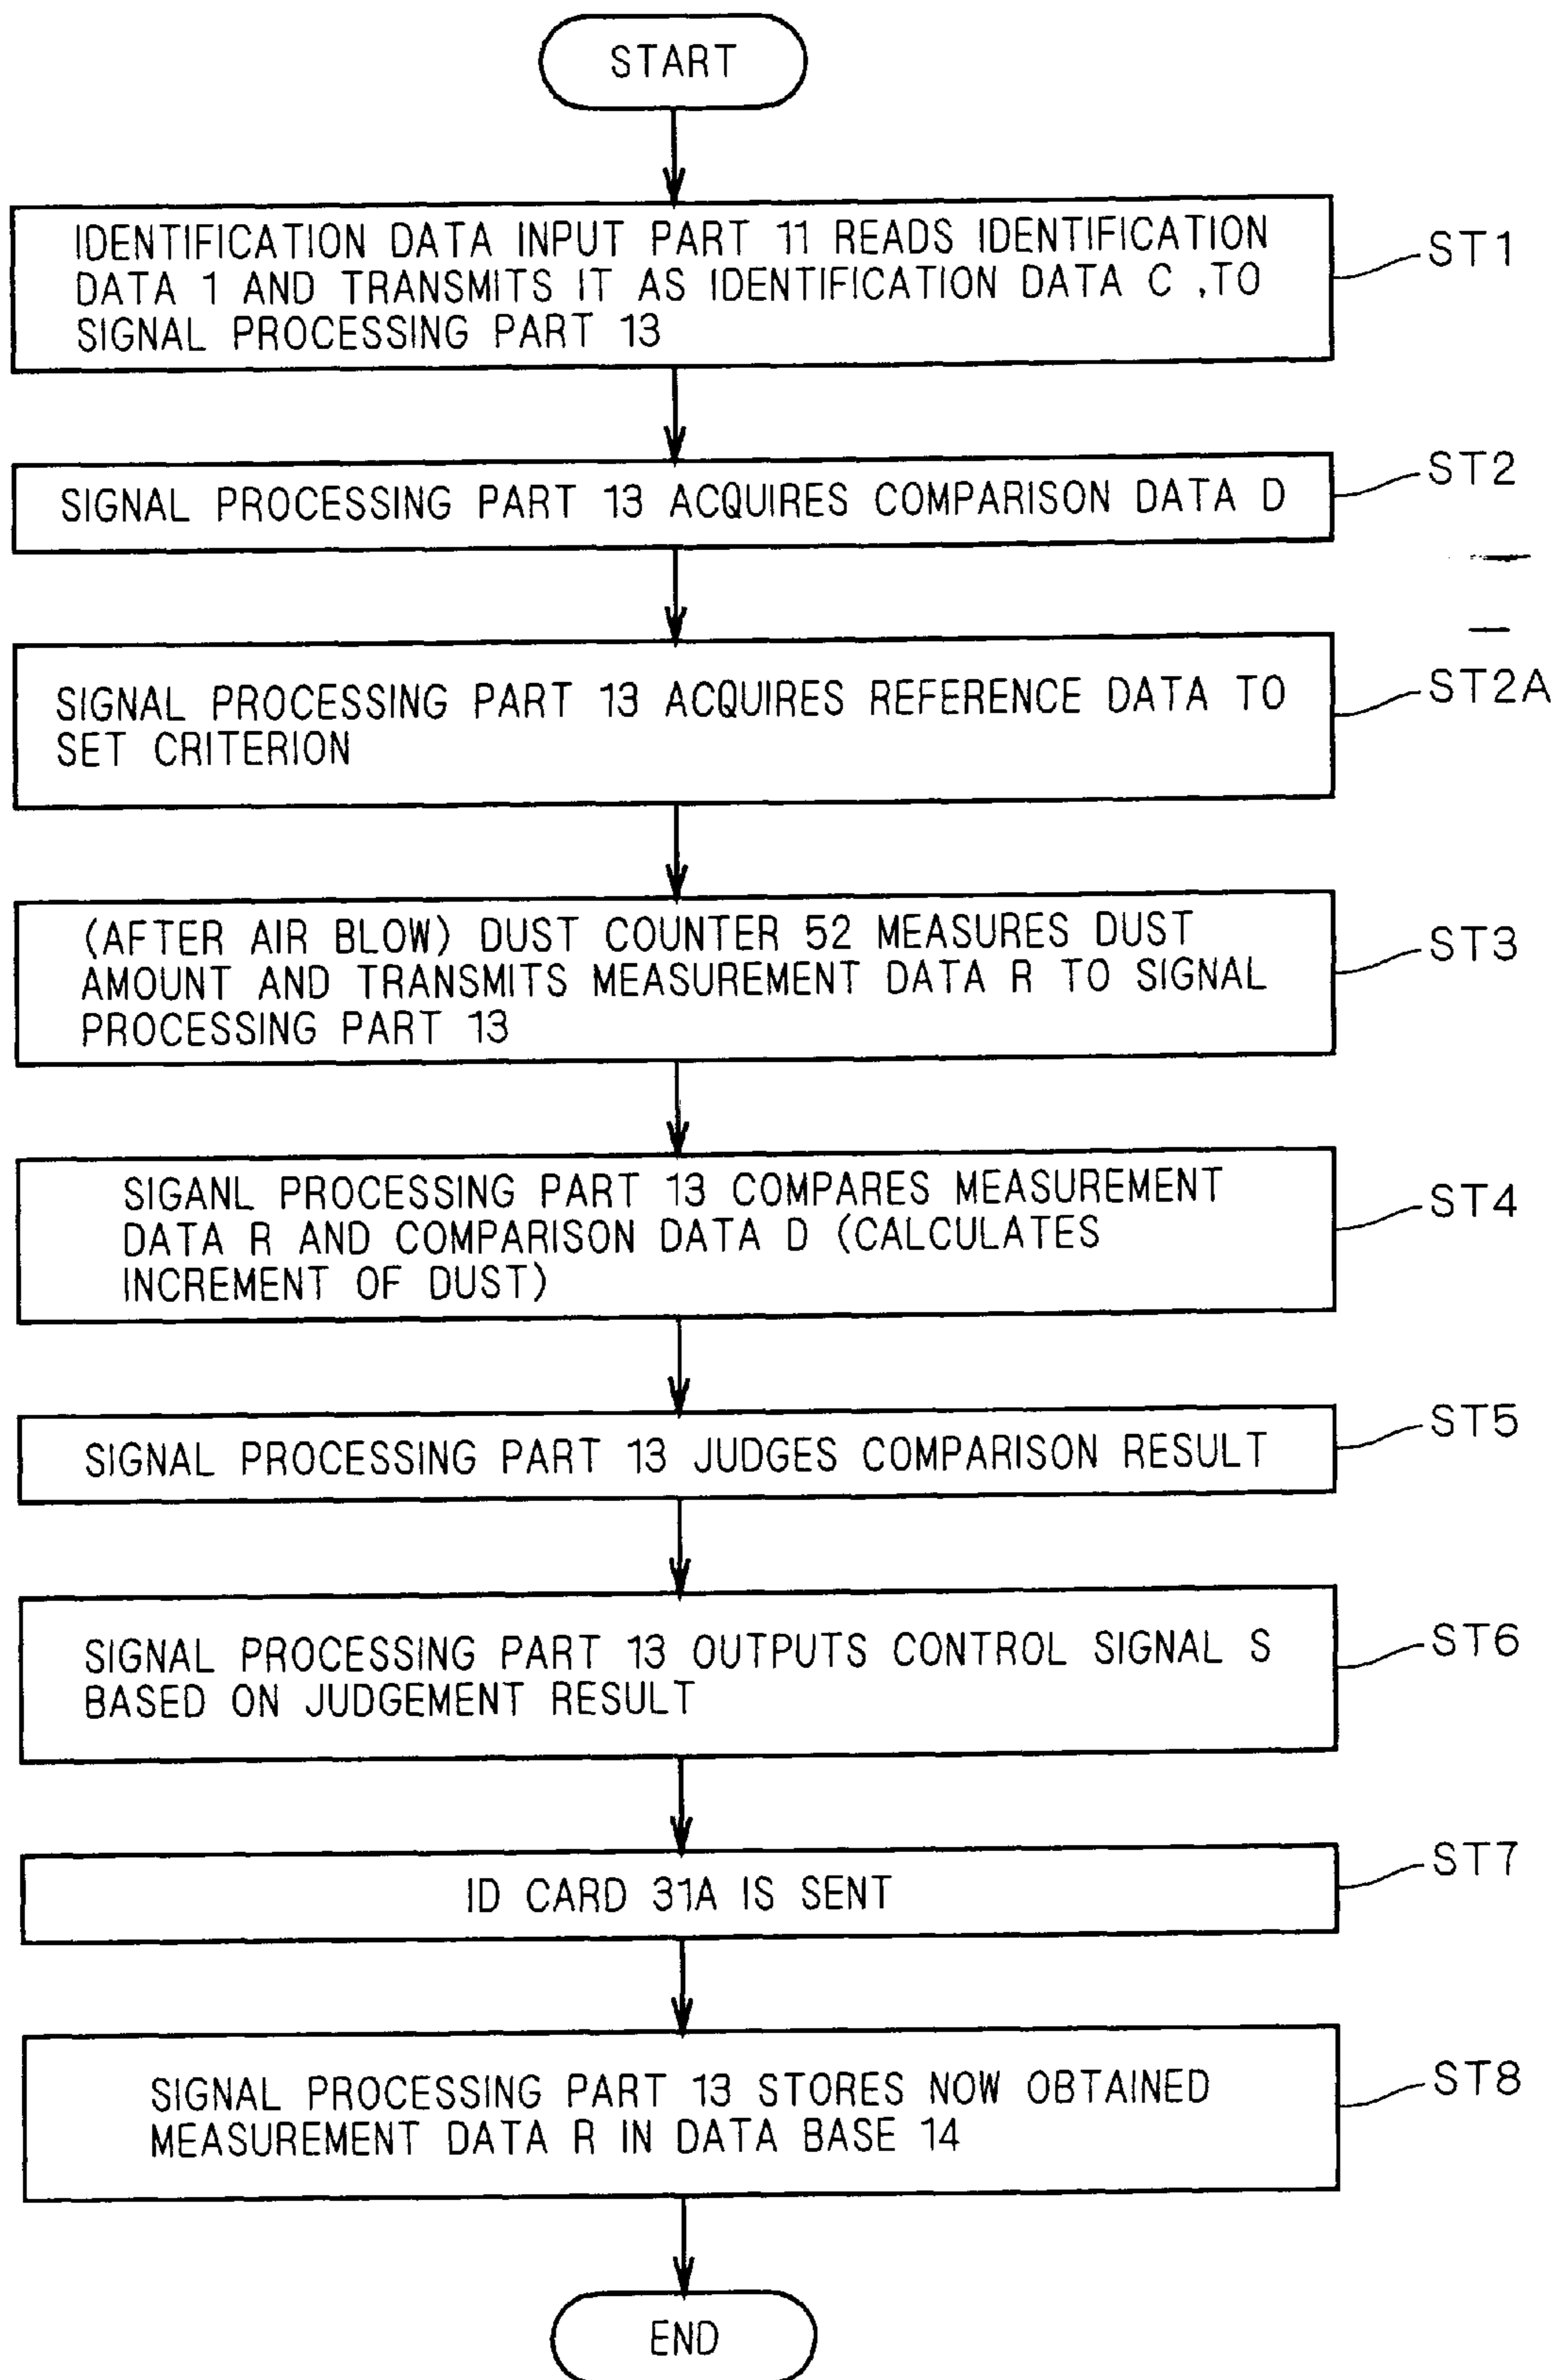 START
IDENTIFICATION DATA INPUT PART 11 READS IDENTIFICATION
DATA 1 AND TRANSMITS IT AS IDENTIFICATION DATA C ,TO
SIGNAL PROCESSING PART 13
ST1
SIGNAL PROCESSING PART 13 ACQUIRES COMPARISON DATA D
ST2
SIGNAL PROCESSING PART 13 ACQUIRES REFERENCE DATA TO
SET CRITERION
ST2A
(AFTER AIR BLOW) DUST COUNTER 52 MEASURES DUST
AMOUNT AND TRANSMITS MEASUREMENT DATA R TO SIGNAL
PROCESSING PART 13
ST3
SIGANL PROCESSING PART 13 COMPARES MEASUREMENT
DATA R AND COMPARISON DATA D (CALCULATES
INCREMENT OF DUST)
ST4
SIGNAL PROCESSING PART 13 JUDGES COMPARISON RESULT
ST5
SIGNAL PROCESSING PART 13 OUTPUTS CONTROL SIGNAL S
BASED ON JUDGEMENT RESULT
ST6
ID CARD 31A IS SENT
ST7
SIGNAL PROCESSING PART 13 STORES NOW OBTAINED
MEASUREMENT DATA R IN DATA BASE 14
ST8
END